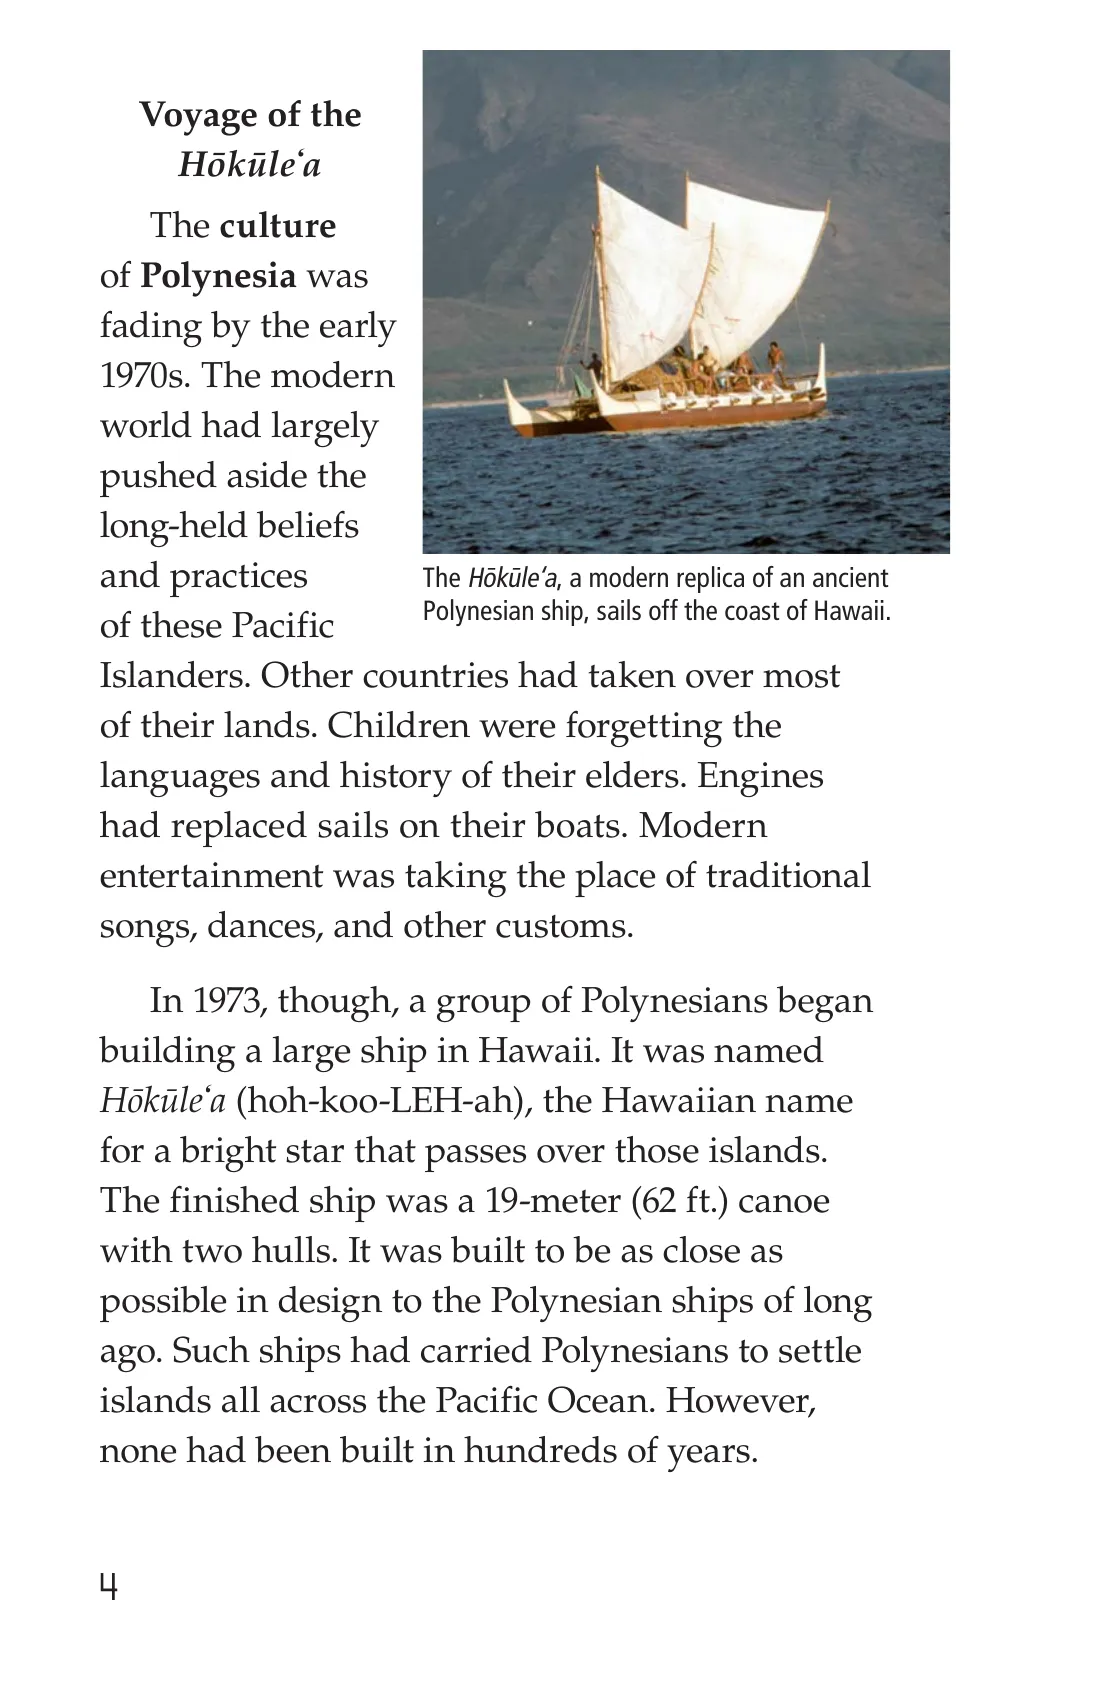 Voyage of the
Hōkūle‘a
The culture
of Polynesia was
fading by the early
1970s. The modern
world had largely
pushed aside the
long-held beliefs
and practices
of these Pacific
Islanders. Other countries had taken over most
of their lands. Children were forgetting the
languages and history of their elders. Engines
had replaced sails on their boats. Modern
entertainment was taking the place of traditional
songs, dances, and other customs.
The Hōkūle’a, a modern replica of an ancient
Polynesian ship, sails off the coast of Hawaii.
In 1973, though, a group of Polynesians began
building a large ship in Hawaii. It was named
Hōkūle‘a (hoh-koo-LEH-ah), the Hawaiian name
for a bright star that passes over those islands.
The finished ship was a 19-meter (62 ft.) canoe
with two hulls. It was built to be as close as
possible in design to the Polynesian ships of long
ago. Such ships had carried Polynesians to settle
islands all across the Pacific Ocean. However,
none had been built in hundreds of years.
4